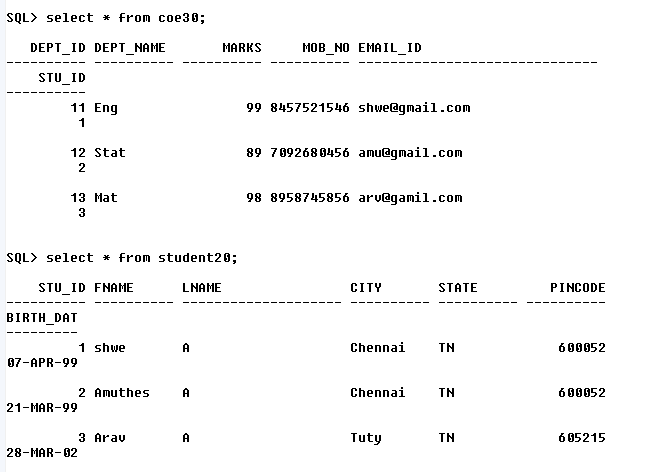 SQL> select * from coe30;
DEPT_ID DEPT_NAME MARKS MOB_NO EMAIL_ID
---------- ---------- ---------- ---------- ------------------------------
STU_ID
----------
11 Eng 99 8457521546 shwe@gmail.com
1
12 Stat 89 7092680456 amu@gmail.com
2
13 Mat 98 8958745856 arv@gamil.com
3
SQL> select * from student20;
STU_ID FNAME LNAME CITY STATE PINCODE
---------- ---------- -------------------- ---------- ---------- ----------
BIRTH_DAT
---------
1 shwe A Chennai TN 600052
07-APR-99
2 Amuthes A Chennai TN 600052
21-MAR-99
3 Arav A Tuty TN 605215
28-MAR-02